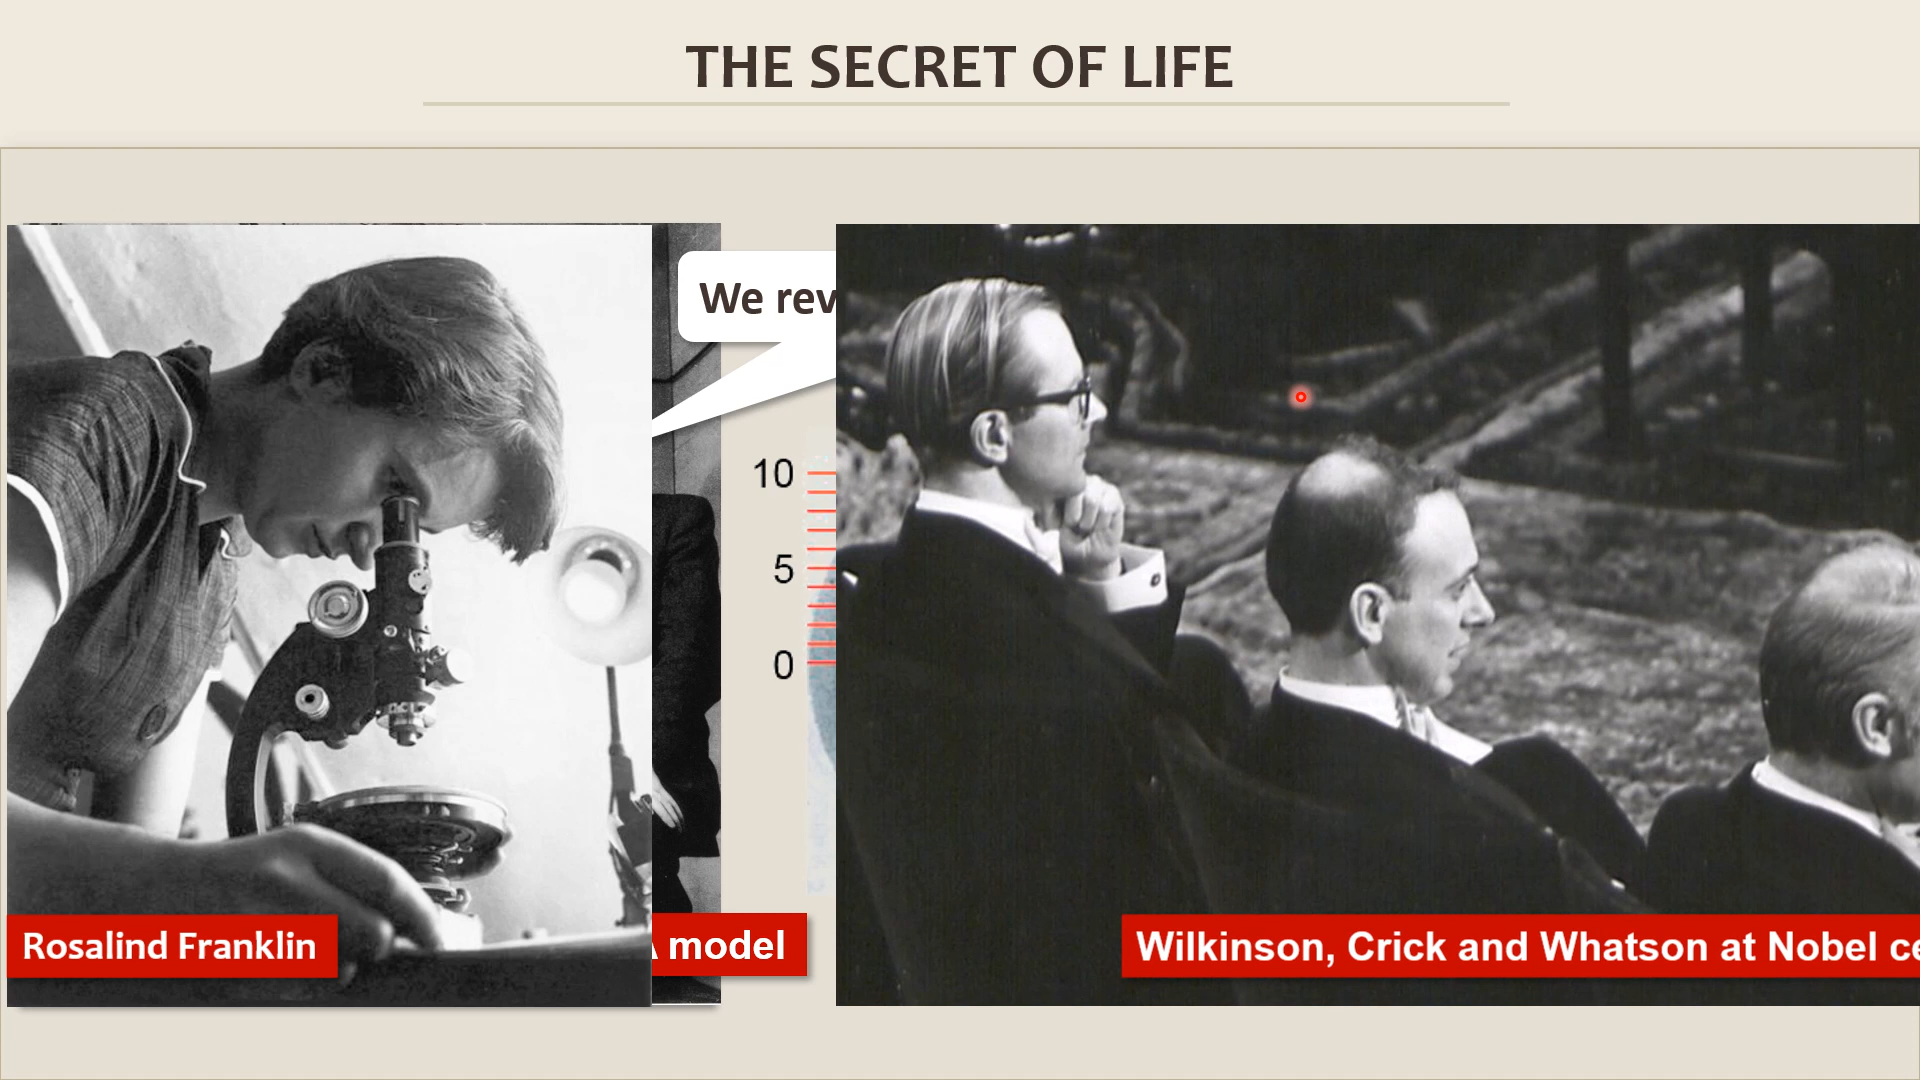 THE SECRET OF LIFE
We rev
10
5
0
Rosalind Franklin
model
Wilkinson, Crick and Whatson at Nobel ce